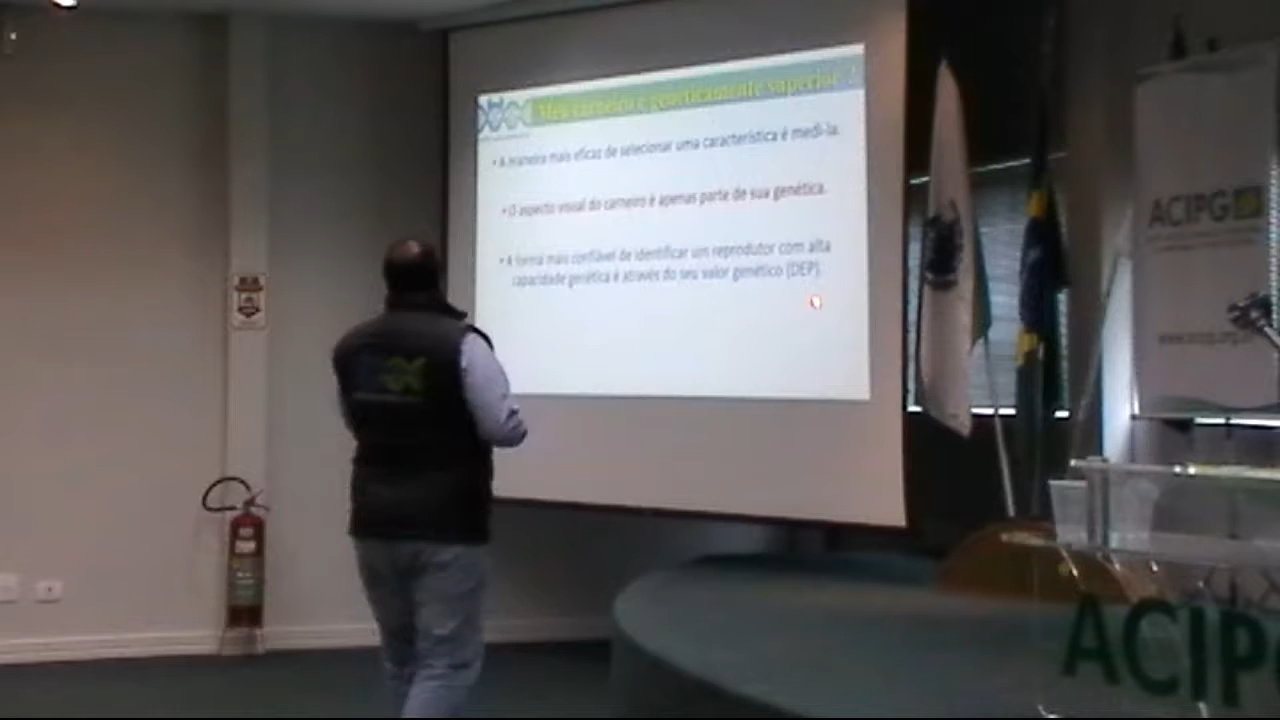 Meu carneiro é geneticamente superior ?
• A maneira mais eficaz de selecionar uma característica é medi-la.
• O aspecto visual do carneiro é apenas parte de sua genética.
• A forma mais confiável de identificar um reprodutor com alta
capacidade genética é através do seu valor genético (DEP).
ACIPG
ACIPG